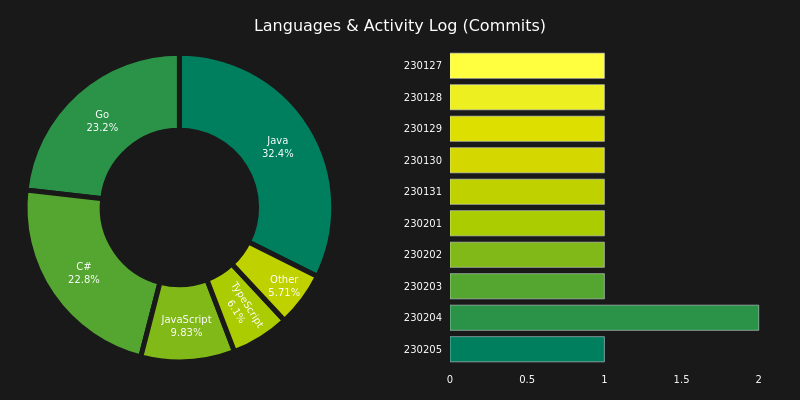 Languages & Activity Log (Commits)
Java
32.4%
Go
23.2%
C#
22.8%
JavaScript
9.83%
TypeScript
6.1%
Other
5.71%
230127
230128
230129
230130
230131
230201
230202
230203
230204
230205
0 0.5 1 1.5 2